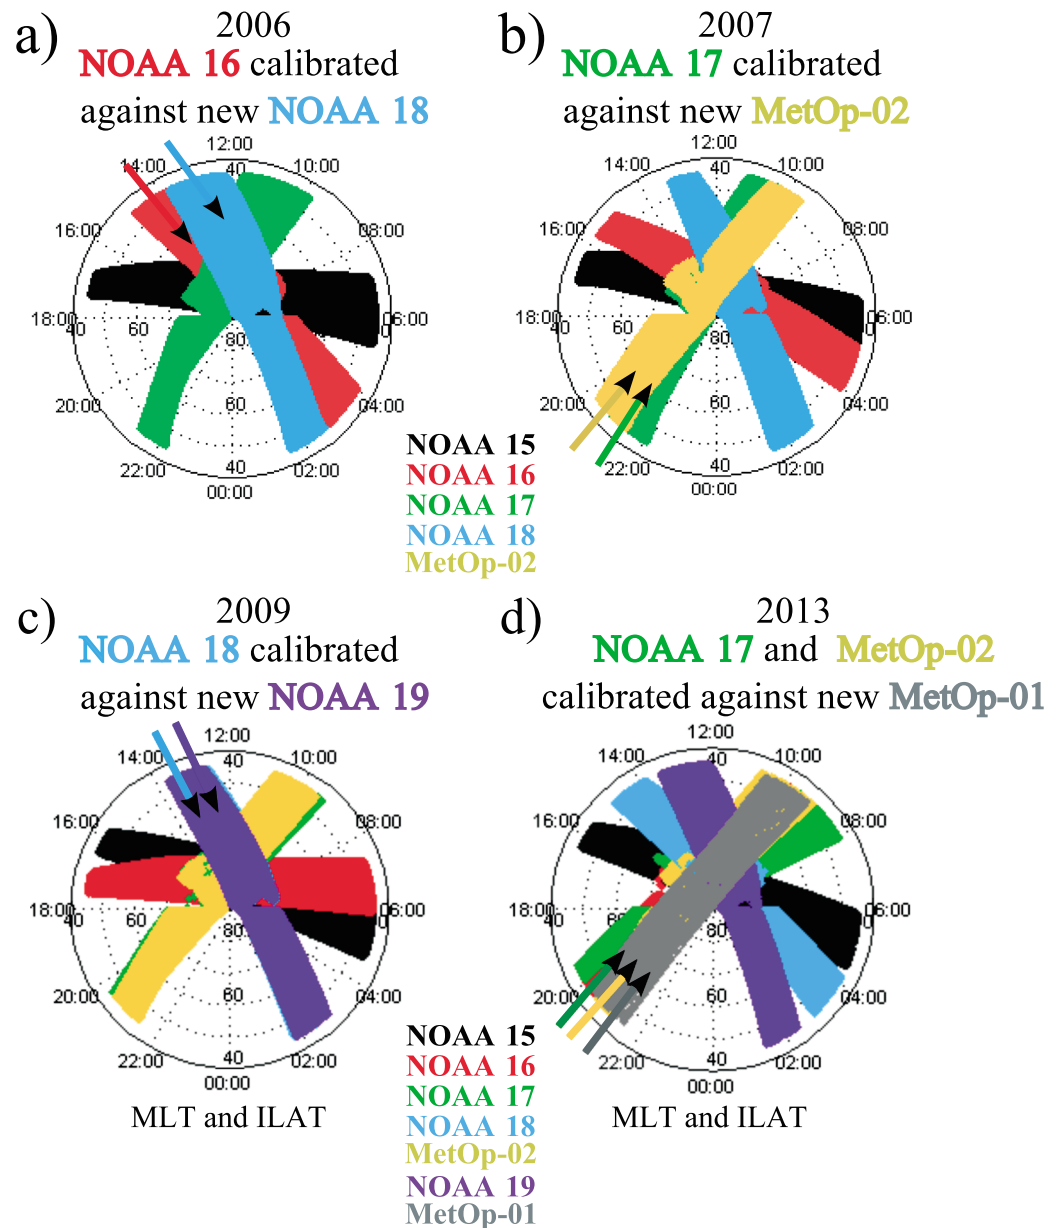 a)
2006
NOAA 16 calibrated
against new NOAA 18
12:00
14:00
40
10:00
16:00
08:00
18:00
40
60
80
06:00
20:00
60
04:00
22:00
40
02:00
00:00
b)
2007
NOAA 17 calibrated
against new MetOp-02
12:00
14:00
40
10:00
16:00
08:00
18:00
40
60
80
06:00
20:00
60
04:00
22:00
40
02:00
00:00
NOAA 15
NOAA 16
NOAA 17
NOAA 18
MetOp-02
c)
2009
NOAA 18 calibrated
against new NOAA 19
12:00
14:00
40
10:00
16:00
08:00
18:00
40
60
80
06:00
20:00
60
04:00
22:00
40
02:00
00:00
MLT and ILAT
d)
2013
NOAA 17 and MetOp-02
calibrated against new MetOp-01
12:00
14:00
40
10:00
16:00
08:00
18:00
40
60
80
06:00
20:00
60
04:00
22:00
40
02:00
00:00
MLT and ILAT
NOAA 15
NOAA 16
NOAA 17
NOAA 18
MetOp-02
NOAA 19
MetOp-01